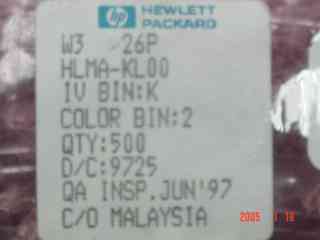 hp HEWLETT
PACKARD
W3 26P
HLMA-KL00
IV BIN:K
COLOR BIN:2
QTY:500
D/C:9725
QA INSP.JUN'97
C/O MALAYSIA
2005 1 18